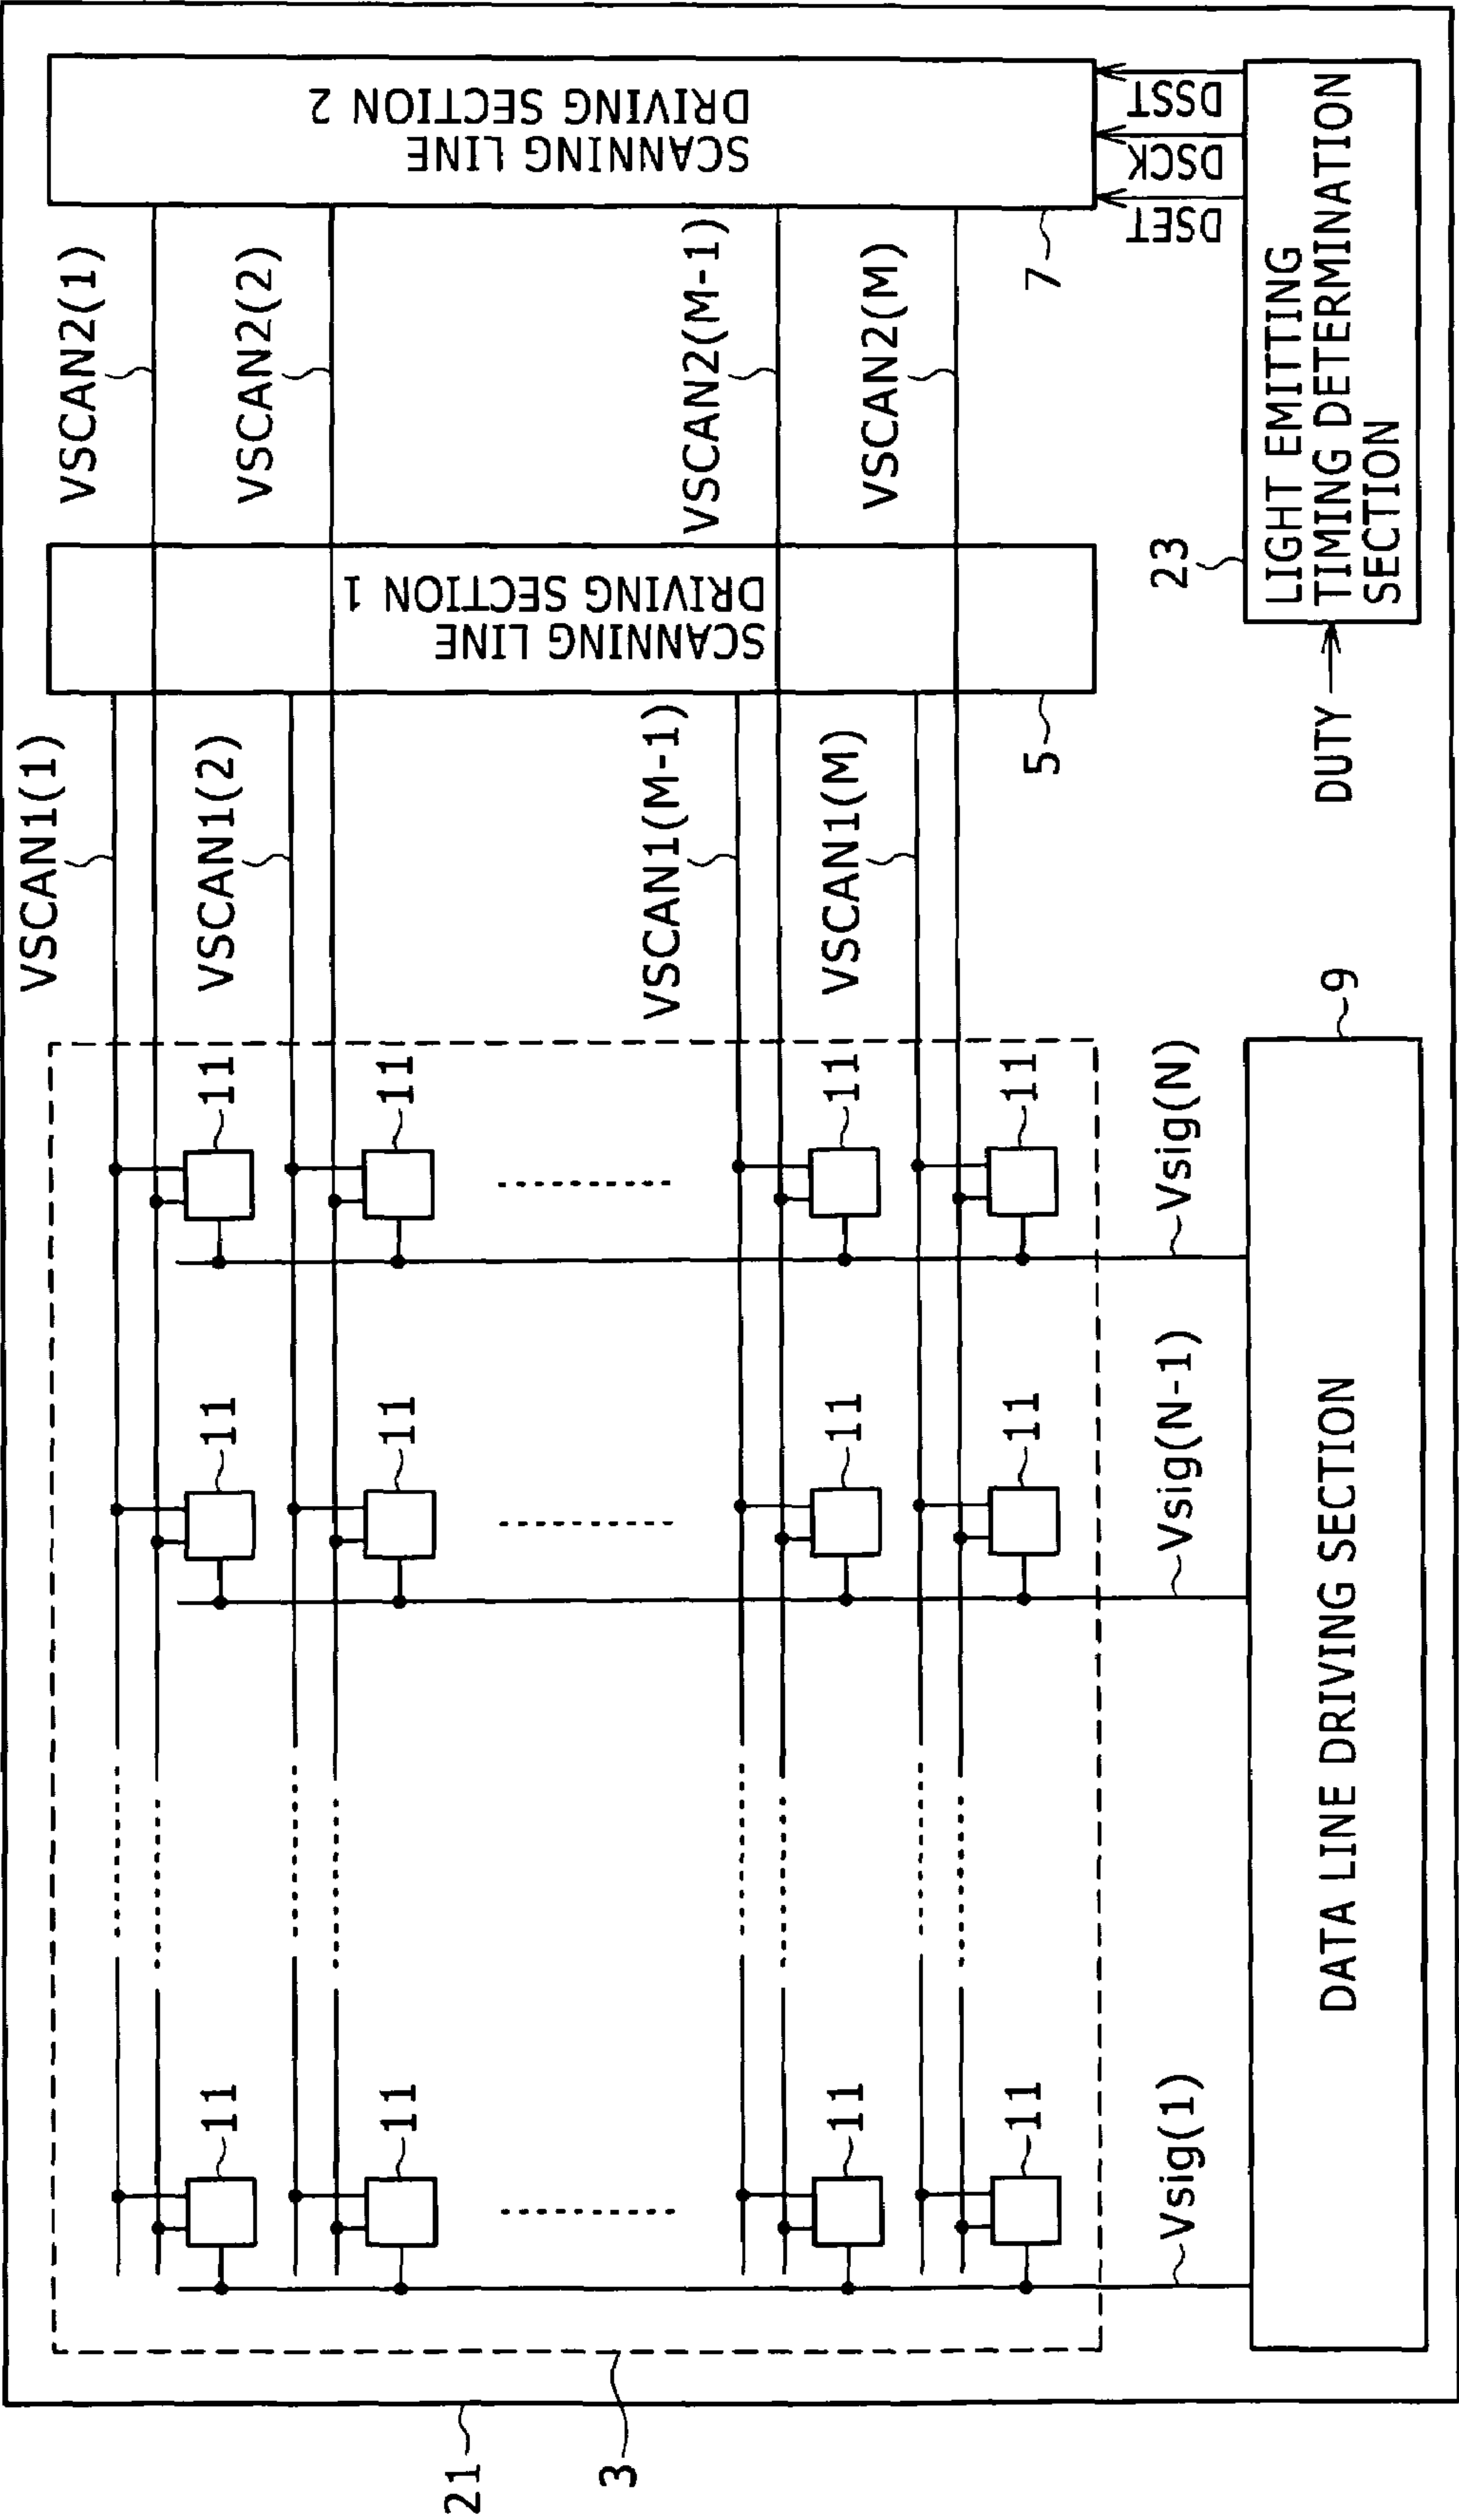 21
3
VSCAN1(1)
VSCAN1(2)
VSCAN1(M-1)
VSCAN1(M)
VSCAN2(1)
VSCAN2(2)
VSCAN2(M-1)
VSCAN2(M)
SCANNING LINE
DRIVING SECTION 1
SCANNING LINE
DRIVING SECTION 2
11
11
11
11
11
11
11
11
11
11
11
11
5
7
Vsig(1)
Vsig(N-1)
Vsig(N)
9
DATA LINE DRIVING SECTION
DUTY
23
LIGHT EMITTING
TIMING DETERMINATION
SECTION
DSET
DSCK
DSST